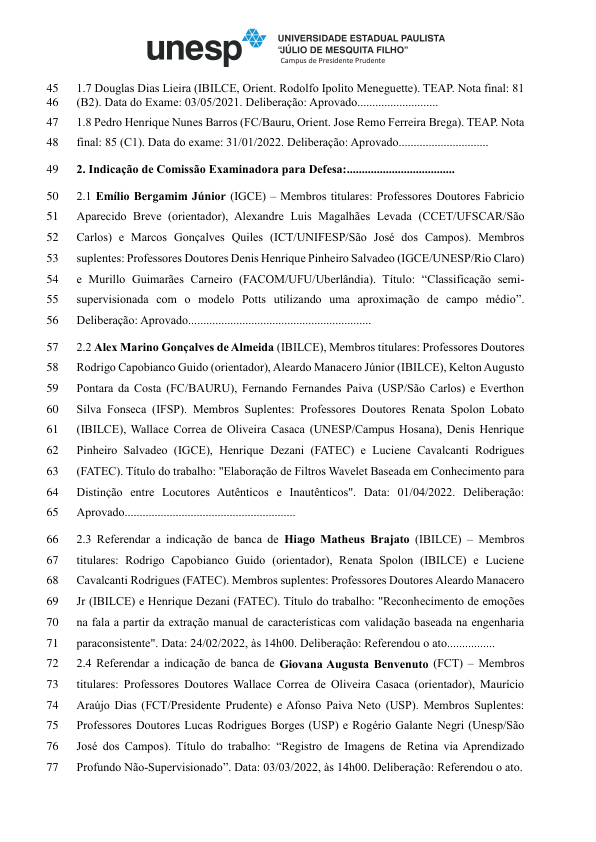 unesp
UNIVERSIDADE ESTADUAL PAULISTA
"JÚLIO DE MESQUITA FILHO"
Campus de Presidente Prudente
45 1.7 Douglas Dias Lieira (IBILCE, Orient. Rodolfo Ipolito Meneguette). TEAP. Nota final: 81
46 (B2). Data do Exame: 03/05/2021. Deliberação: Aprovado...........................
47 1.8 Pedro Henrique Nunes Barros (FC/Bauru, Orient. Jose Remo Ferreira Brega). TEAP. Nota
48 final: 85 (C1). Data do exame: 31/01/2022. Deliberação: Aprovado..............................
49 2. Indicação de Comissão Examinadora para Defesa:...................................
50 2.1 Emílio Bergamim Júnior (IGCE) – Membros titulares: Professores Doutores Fabricio
51 Aparecido Breve (orientador), Alexandre Luis Magalhães Levada (CCET/UFSCAR/São
52 Carlos) e Marcos Gonçalves Quiles (ICT/UNIFESP/São José dos Campos). Membros
53 suplentes: Professores Doutores Denis Henrique Pinheiro Salvadeo (IGCE/UNESP/Rio Claro)
54 e Murillo Guimarães Carneiro (FACOM/UFU/Uberlândia). Título: “Classificação semi-
55 supervisionada com o modelo Potts utilizando uma aproximação de campo médio”.
56 Deliberação: Aprovado.............................................................
57 2.2 Alex Marino Gonçalves de Almeida (IBILCE), Membros titulares: Professores Doutores
58 Rodrigo Capobianco Guido (orientador), Aleardo Manacero Júnior (IBILCE), Kelton Augusto
59 Pontara da Costa (FC/BAURU), Fernando Fernandes Paiva (USP/São Carlos) e Everthon
60 Silva Fonseca (IFSP). Membros Suplentes: Professores Doutores Renata Spolon Lobato
61 (IBILCE), Wallace Correa de Oliveira Casaca (UNESP/Campus Hosana), Denis Henrique
62 Pinheiro Salvadeo (IGCE), Henrique Dezani (FATEC) e Luciene Cavalcanti Rodrigues
63 (FATEC). Título do trabalho: "Elaboração de Filtros Wavelet Baseada em Conhecimento para
64 Distinção entre Locutores Autênticos e Inautênticos". Data: 01/04/2022. Deliberação:
65 Aprovado.........................................................
66 2.3 Referendar a indicação de banca de Hiago Matheus Brajato (IBILCE) – Membros
67 titulares: Rodrigo Capobianco Guido (orientador), Renata Spolon (IBILCE) e Luciene
68 Cavalcanti Rodrigues (FATEC). Membros suplentes: Professores Doutores Aleardo Manacero
69 Jr (IBILCE) e Henrique Dezani (FATEC). Título do trabalho: "Reconhecimento de emoções
70 na fala a partir da extração manual de características com validação baseada na engenharia
71 paraconsistente". Data: 24/02/2022, às 14h00. Deliberação: Referendou o ato................
72 2.4 Referendar a indicação de banca de Giovana Augusta Benvenuto (FCT) – Membros
73 titulares: Professores Doutores Wallace Correa de Oliveira Casaca (orientador), Maurício
74 Araújo Dias (FCT/Presidente Prudente) e Afonso Paiva Neto (USP). Membros Suplentes:
75 Professores Doutores Lucas Rodrigues Borges (USP) e Rogério Galante Negri (Unesp/São
76 José dos Campos). Título do trabalho: “Registro de Imagens de Retina via Aprendizado
77 Profundo Não-Supervisionado”. Data: 03/03/2022, às 14h00. Deliberação: Referendou o ato.